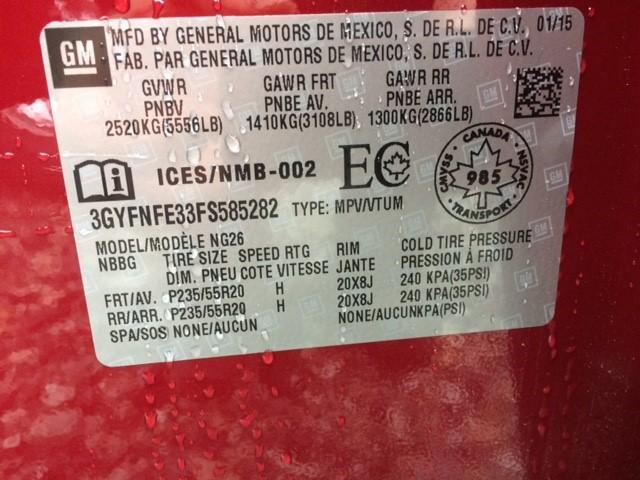 GM
MFD BY GENERAL MOTORS DE MEXICO, S. DE R.L. DE C.V. 01/15
FAB. PAR GENERAL MOTORS DE MEXICO, S. DE R.L. DE C.V.
GVWR GAWR FRT GAWR RR
PNBV PNBE AV. PNBE ARR.
2520KG(5556LB) 1410KG(3108LB) 1300KG(2866LB)
i ICES/NMB-002 EC
CANADA CMVSS NSVAC 985 TRANSPORT
3GYFNFE33FS585282 TYPE: MPV/VTUM
MODEL/MODÈLE NG26
NBBG TIRE SIZE SPEED RTG RIM COLD TIRE PRESSURE
DIM. PNEU COTE VITESSE JANTE PRESSION À FROID
FRT/AV. P235/55R20 H 20X8J 240 KPA(35PSI)
RR/ARR. P235/55R20 H 20X8J 240 KPA(35PSI)
SPA/SOS NONE/AUCUN NONE/AUCUNKPA(PSI)